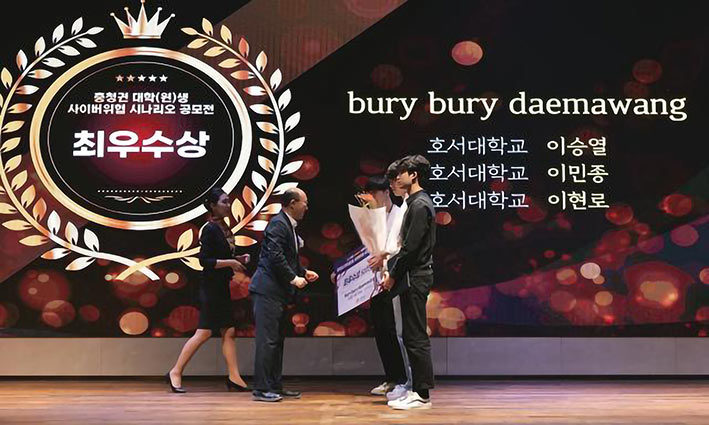 충청권 대학(원)생
사이버위협 시나리오 공모전
최우수상
bury bury daemawang
호서대학교 이승열
호서대학교 이민종
호서대학교 이현로